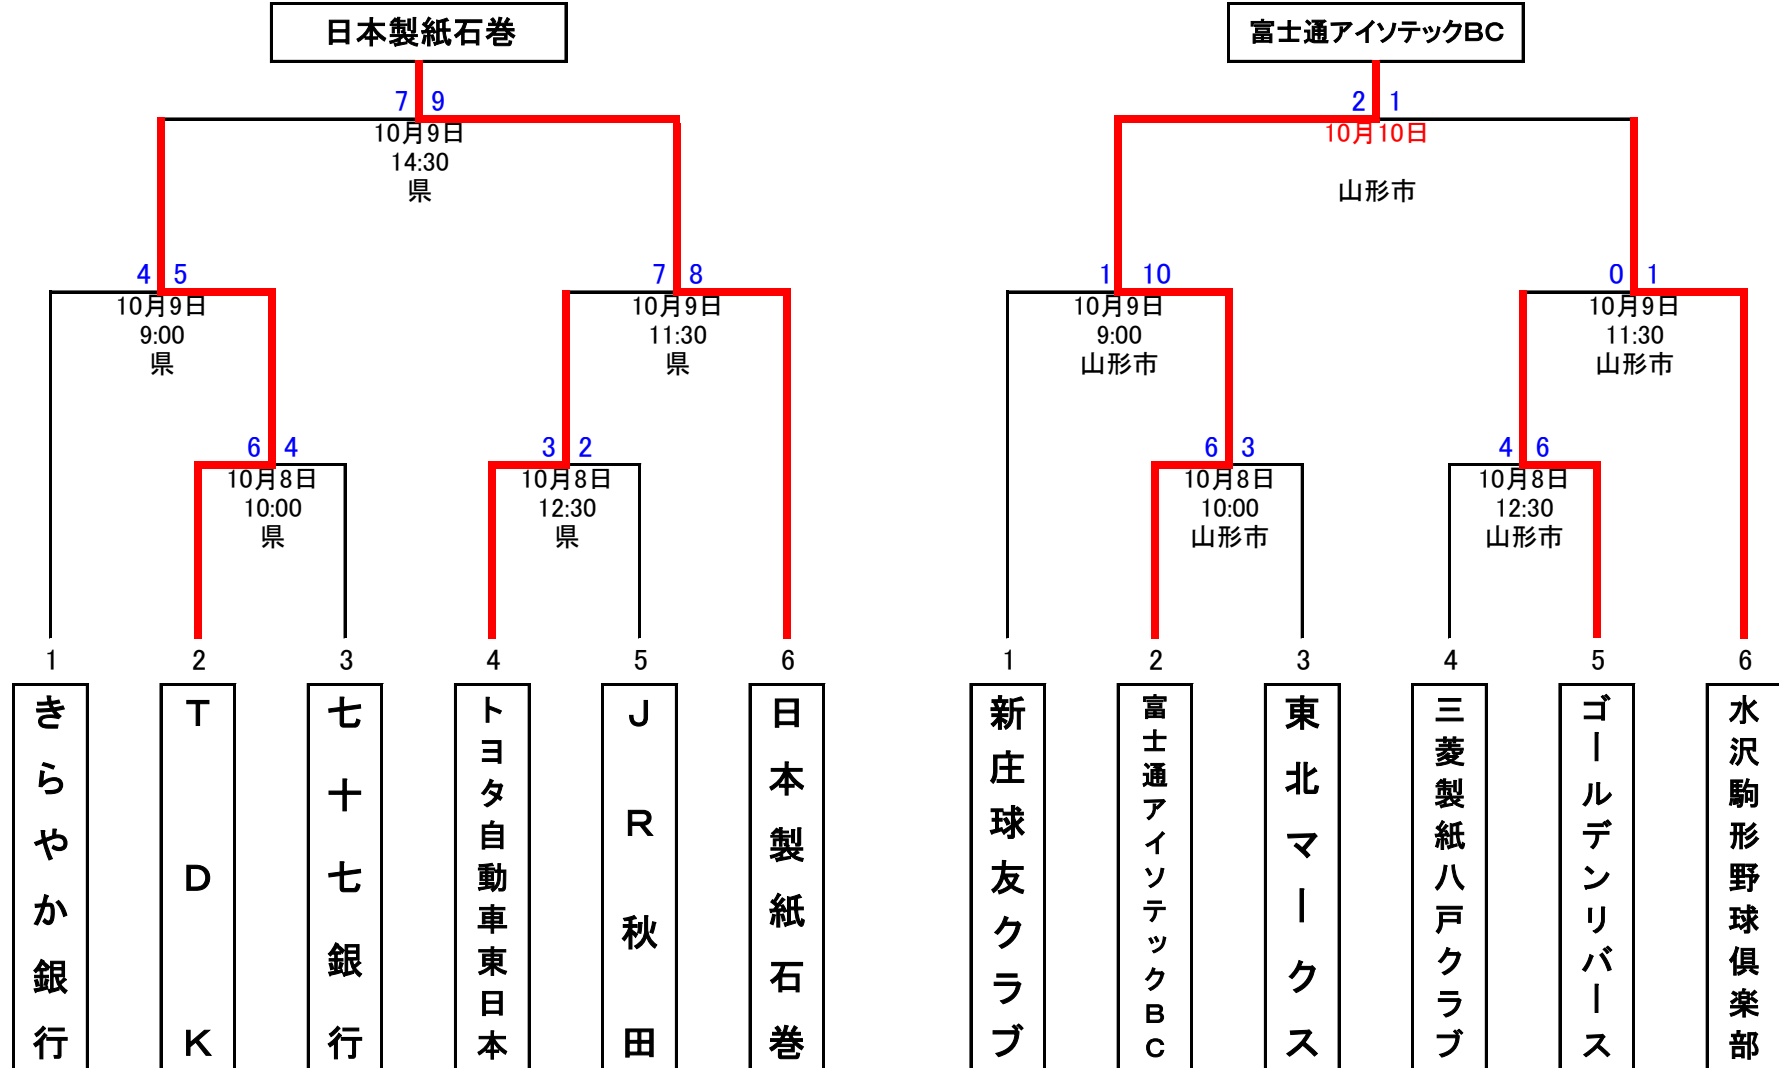 日本製紙石巻
7 9
10月9日
14:30
県
4 5
10月9日
9:00
県
7 8
10月9日
11:30
県
6 4
10月8日
10:00
県
3 2
10月8日
12:30
県
1
2
3
4
5
6
きらやか銀行
TDK
七十七銀行
トヨタ自動車東日本
JR秋田
日本製紙石巻
富士通アイソテックBC
2 1
10月10日
山形市
1 10
10月9日
9:00
山形市
0 1
10月9日
11:30
山形市
6 3
10月8日
10:00
山形市
4 6
10月8日
12:30
山形市
1
2
3
4
5
6
新庄球友クラブ
富士通アイソテックBC
東北マークス
三菱製紙八戸クラブ
ゴールデンリバース
水沢駒形野球倶楽部